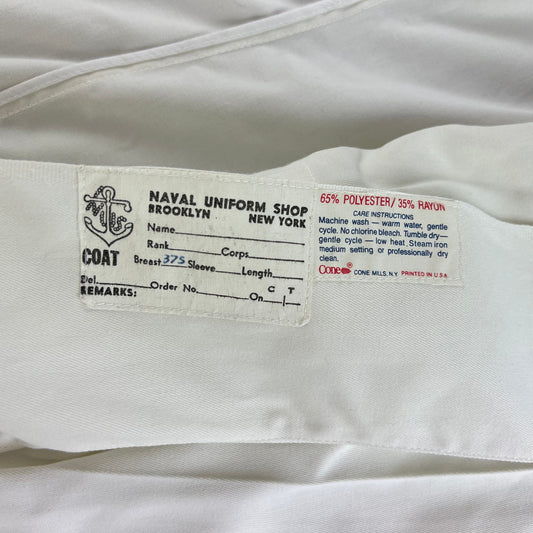 NUS
COAT
NAVAL UNIFORM SHOP
BROOKLYN NEW YORK
Name
Rank Corps
Breast 37S Sleeve Length
Del. Order No. C T
REMARKS: On
65% POLYESTER/35% RAYON
CARE INSTRUCTIONS
Machine wash — warm water, gentle
cycle. No chlorine bleach. Tumble dry—
gentle cycle — low heat. Steam iron
medium setting or professionally dry
clean.
Cone CONE MILLS, N.Y. PRINTED IN U.S.A.